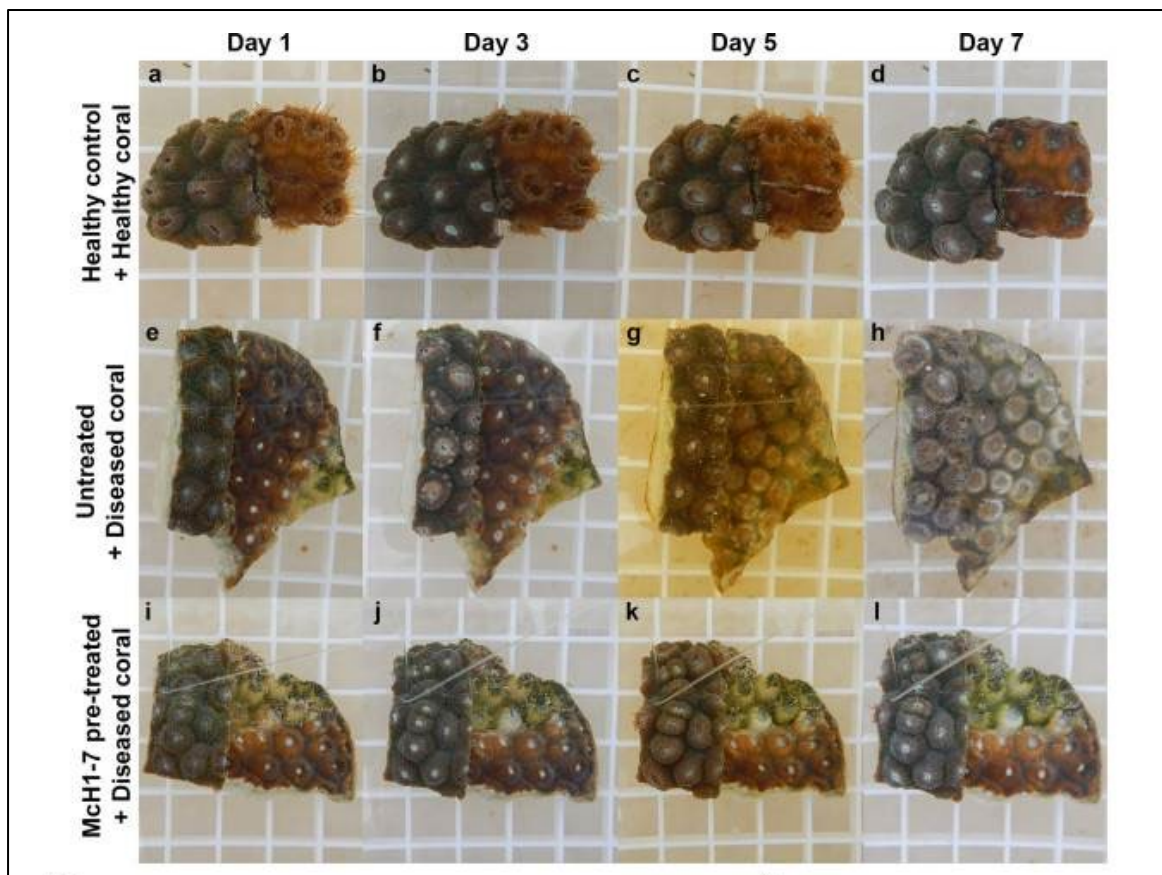 Day 1 Day 3 Day 5 Day 7
Healthy control
+ Healthy coral
a b c d
Untreated
+ Diseased coral
e f g h
McH1-7 pre-treated
+ Diseased coral
i j k l